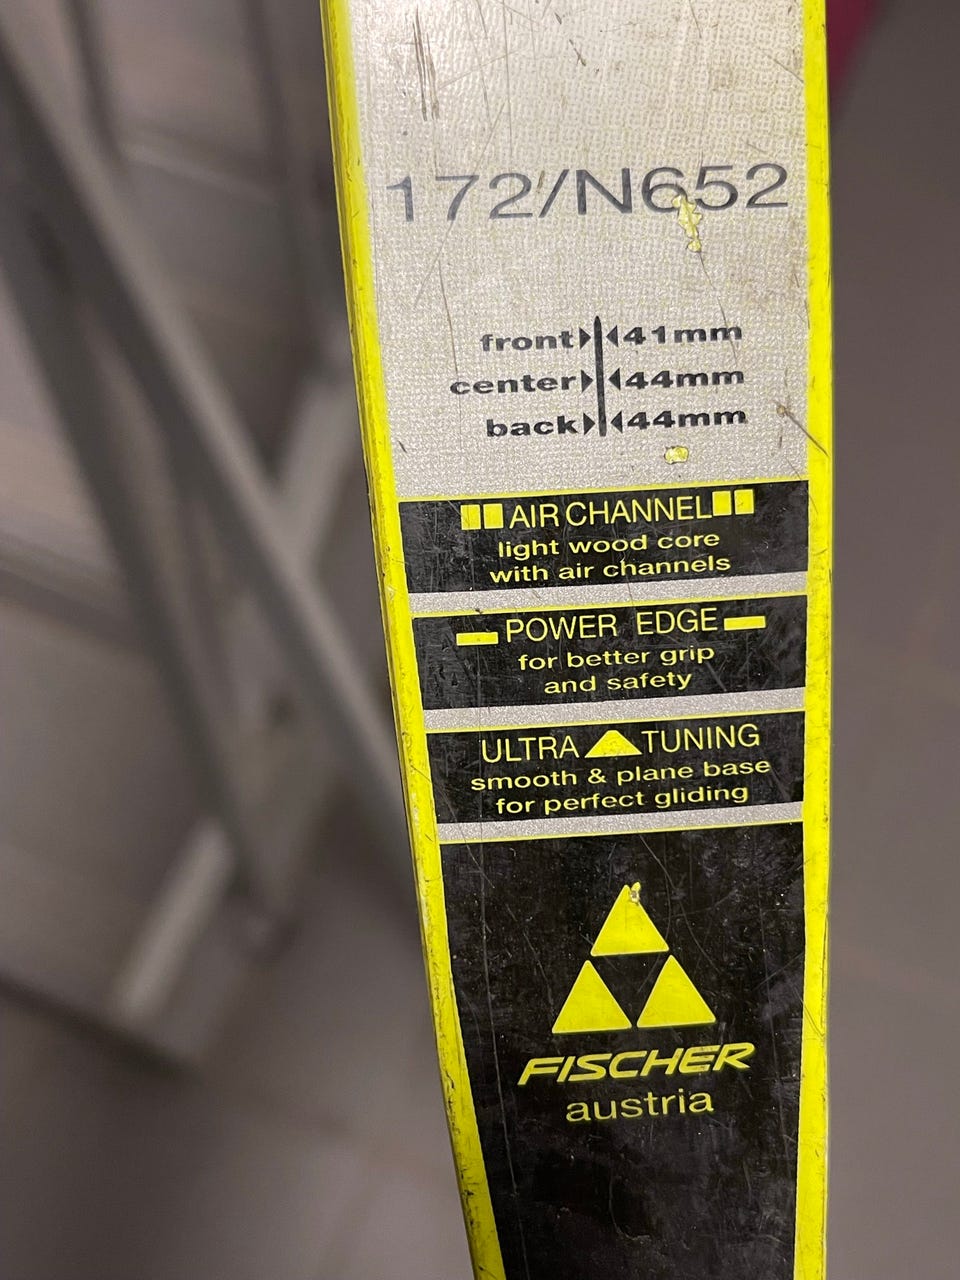 172/N652
front 41mm
center 44mm
back 44mm
AIR CHANNEL
light wood core
with air channels
POWER EDGE
for better grip
and safety
ULTRA TUNING
smooth & plane base
for perfect gliding
FISCHER
austria